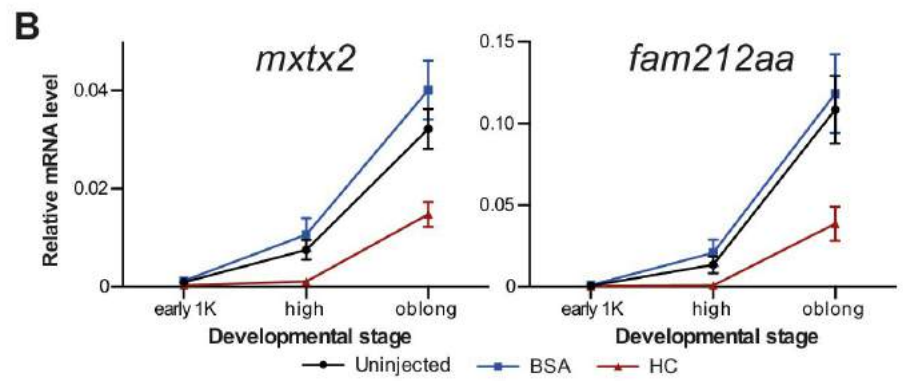 B
mxtx2
fam212aa
Relative mRNA level
0.04
0.02
0
0.15
0.10
0.05
0
early 1K high oblong
early 1K high oblong
Developmental stage
Developmental stage
Uninjected BSA HC